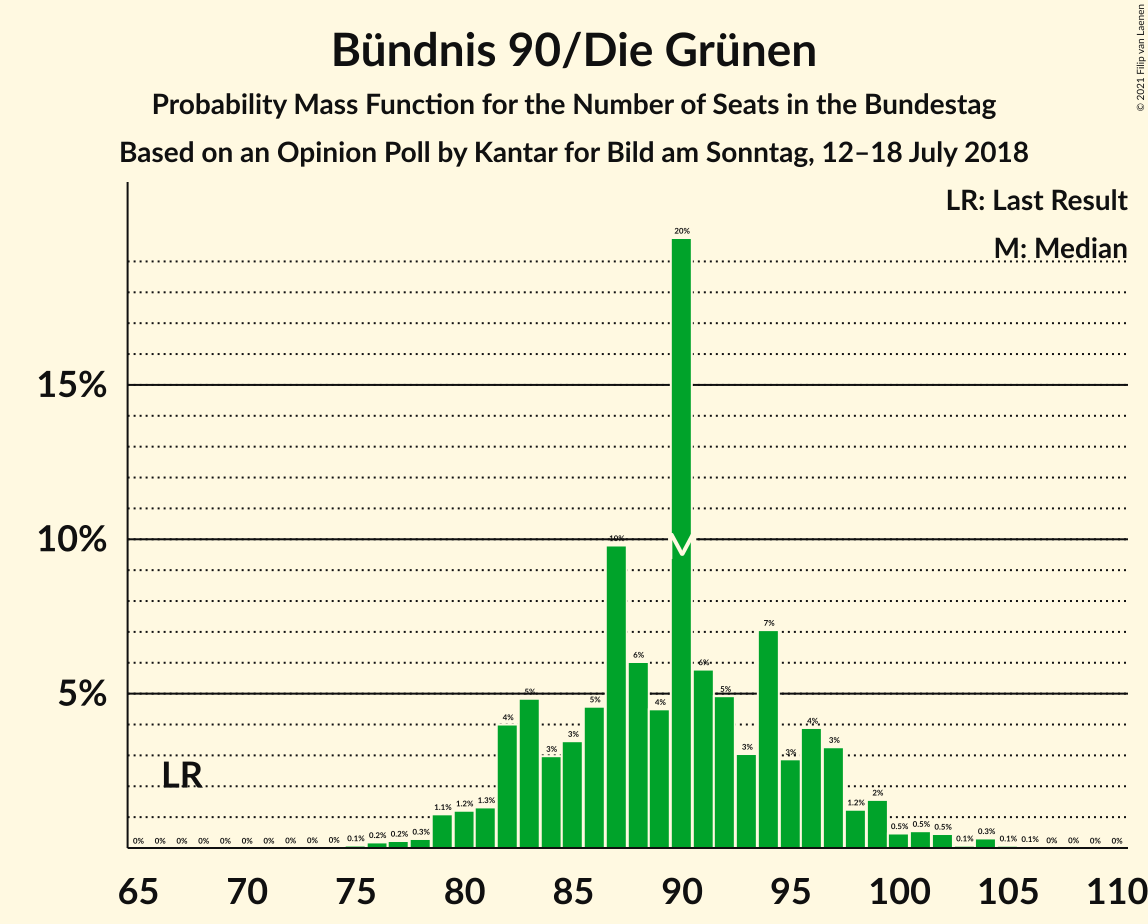 Bündnis 90/Die Grünen
Probability Mass Function for the Number of Seats in the Bundestag
Based on an Opinion Poll by Kantar for Bild am Sonntag, 12–18 July 2018
© 2021 Filip van Laenen
LR: Last Result
M: Median
15%
10%
5%
LR
M
0% 0% 0% 0% 0% 0% 0% 0% 0% 0% 0.1% 0.2% 0.2% 0.3% 1.1% 1.2% 1.3% 4% 5% 3% 3% 5% 10% 6% 4% 20% 6% 5% 3% 7% 3% 4% 3% 1.2% 2% 0.5% 0.5% 0.5% 0.1% 0.3% 0.1% 0.1% 0% 0% 0% 0%
65 70 75 80 85 90 95 100 105 110